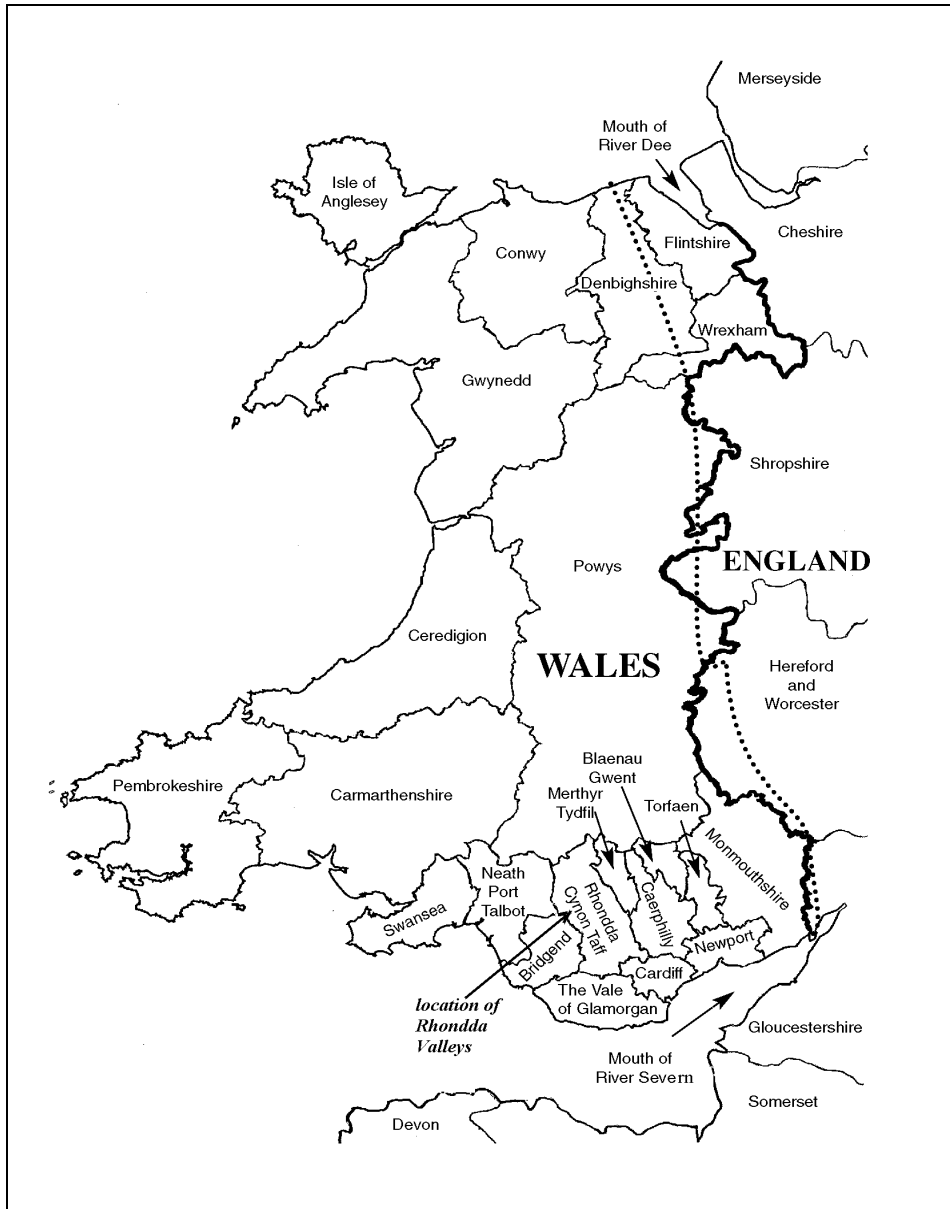 Merseyside
Mouth of
River Dee
Isle of
Anglesey
Cheshire
Flintshire
Conwy
Denbighshire
Wrexham
Gwynedd
Shropshire
Powys
ENGLAND
Ceredigion
WALES
Hereford
and
Worcester
Blaenau
Gwent
Merthyr
Tydfil
Torfaen
Pembrokeshire
Carmarthenshire
Monmouthshire
Neath
Port
Talbot
Rhondda
Cynon Taff
Caerphilly
Swansea
Bridgend
Newport
Cardiff
The Vale
of Glamorgan
location of
Rhondda
Valleys
Gloucestershire
Mouth of
River Severn
Somerset
Devon